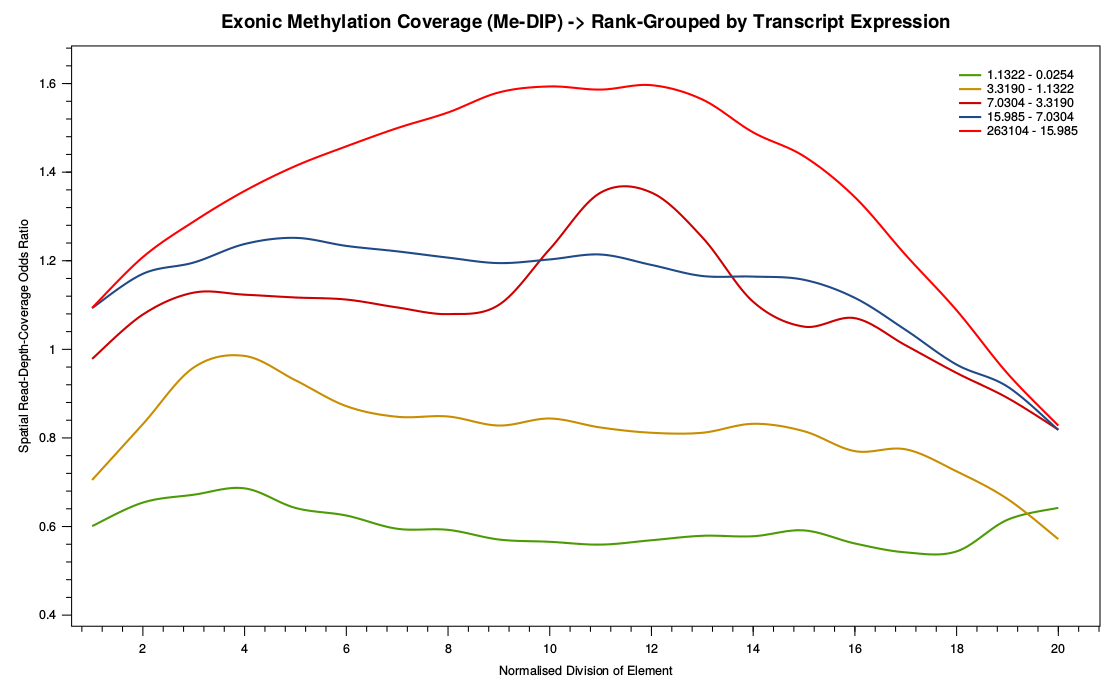 Exonic Methylation Coverage (Me-DIP) -> Rank-Grouped by Transcript Expression
1.1322 - 0.0254
3.3190 - 1.1322
7.0304 - 3.3190
15.985 - 7.0304
263104 - 15.985
Spatial Read-Depth-Coverage Odds Ratio
1.6
1.4
1.2
1
0.8
0.6
0.4
2 4 6 8 10 12 14 16 18 20
Normalised Division of Element